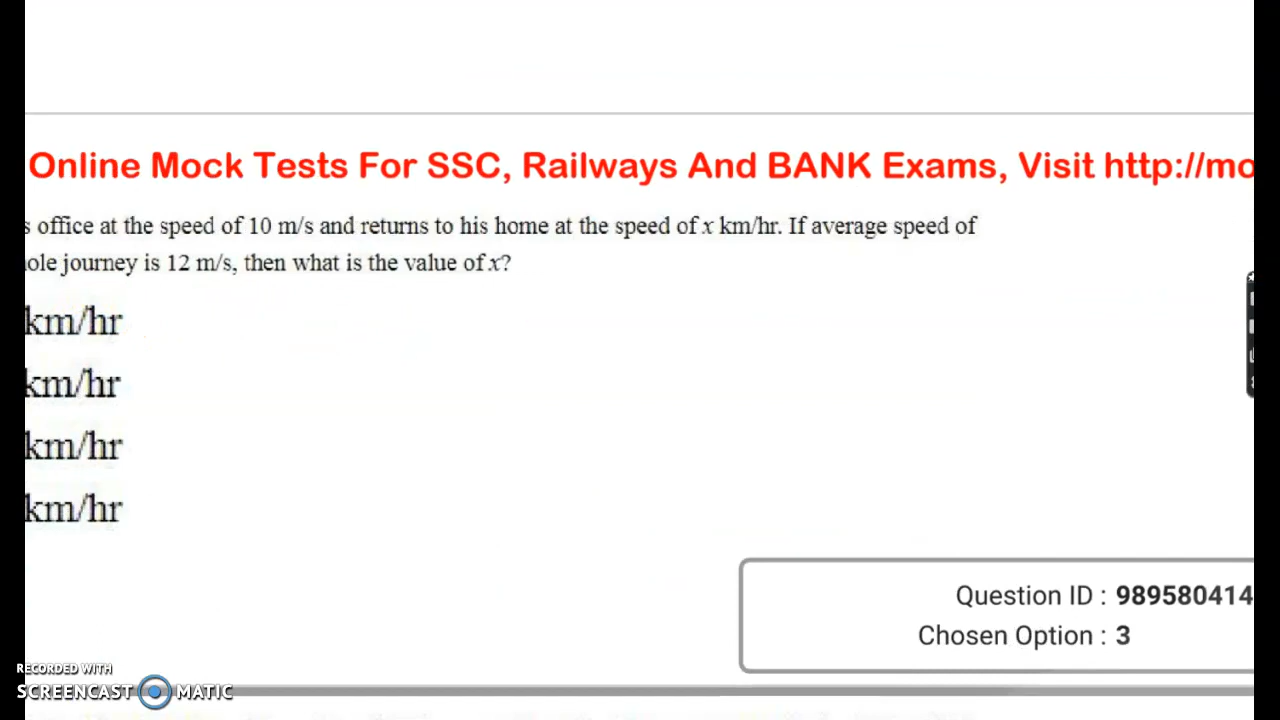 Online Mock Tests For SSC, Railways And BANK Exams, Visit http://mo
s office at the speed of 10 m/s and returns to his home at the speed of x km/hr. If average speed of
ole journey is 12 m/s, then what is the value of x?
km/hr
km/hr
km/hr
km/hr
Question ID : 989580414
Chosen Option : 3
RECORDED WITH
SCREENCAST MATIC